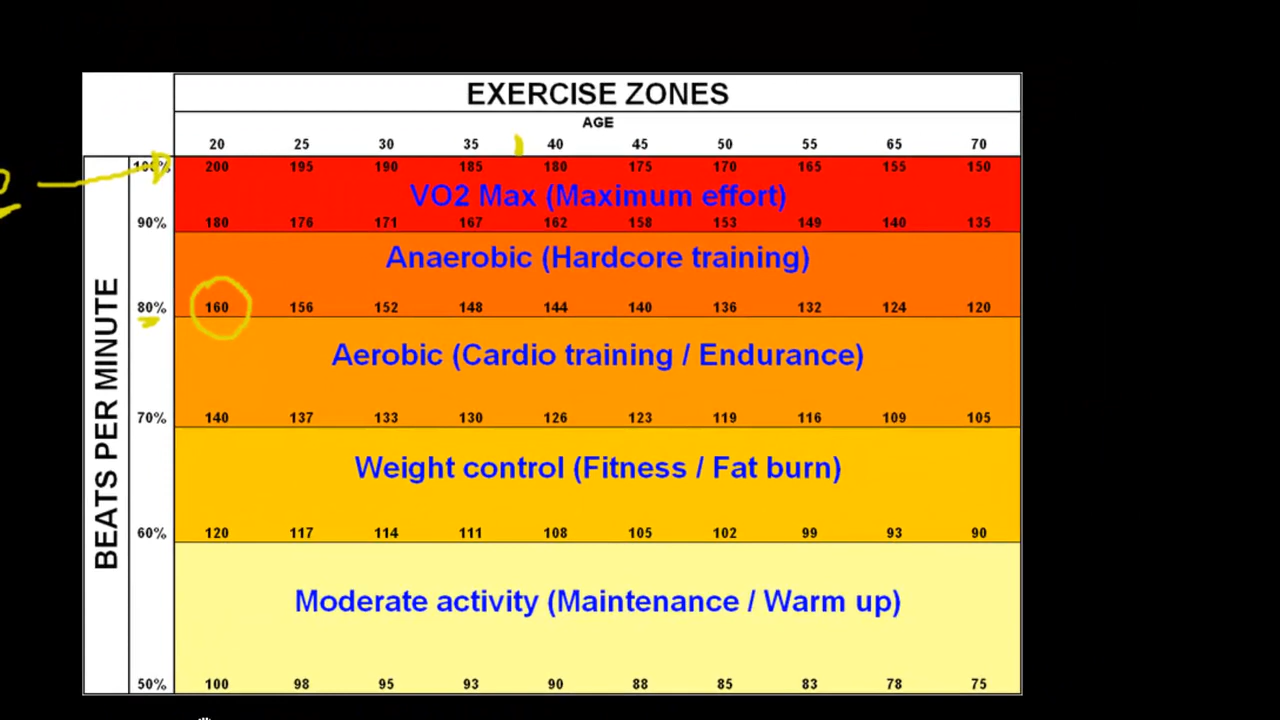 EXERCISE ZONES
AGE
20 25 30 35 40 45 50 55 65 70
100% 200 195 190 185 180 175 170 165 155 150
VO2 Max (Maximum effort)
90% 180 176 171 167 162 158 153 149 140 135
Anaerobic (Hardcore training)
80% 160 156 152 148 144 140 136 132 124 120
Aerobic (Cardio training / Endurance)
70% 140 137 133 130 126 123 119 116 109 105
Weight control (Fitness / Fat burn)
60% 120 117 114 111 108 105 102 99 93 90
Moderate activity (Maintenance / Warm up)
50% 100 98 95 93 90 88 85 83 78 75
BEATS PER MINUTE